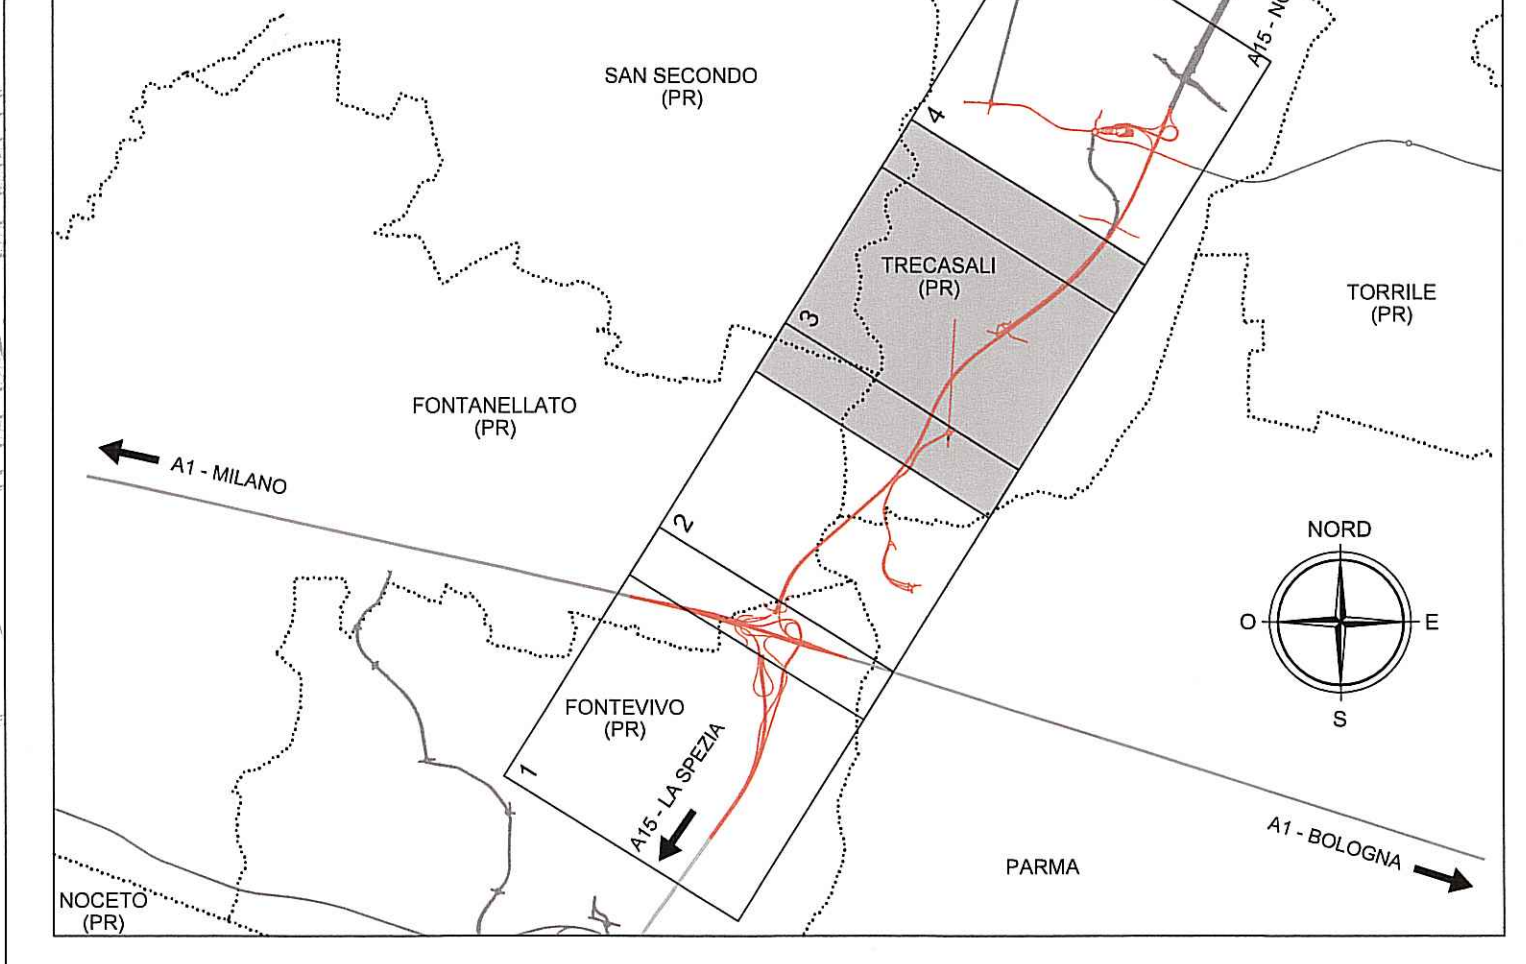 A15 - NO
SAN SECONDO
(PR)
4
TRECASALI
(PR)
TORRILE
(PR)
3
FONTANELLATO
(PR)
A1 - MILANO
2
NORD
O
E
S
FONTEVIVO
(PR)
1
A15 - LA SPEZIA
A1 - BOLOGNA
PARMA
NOCETO
(PR)